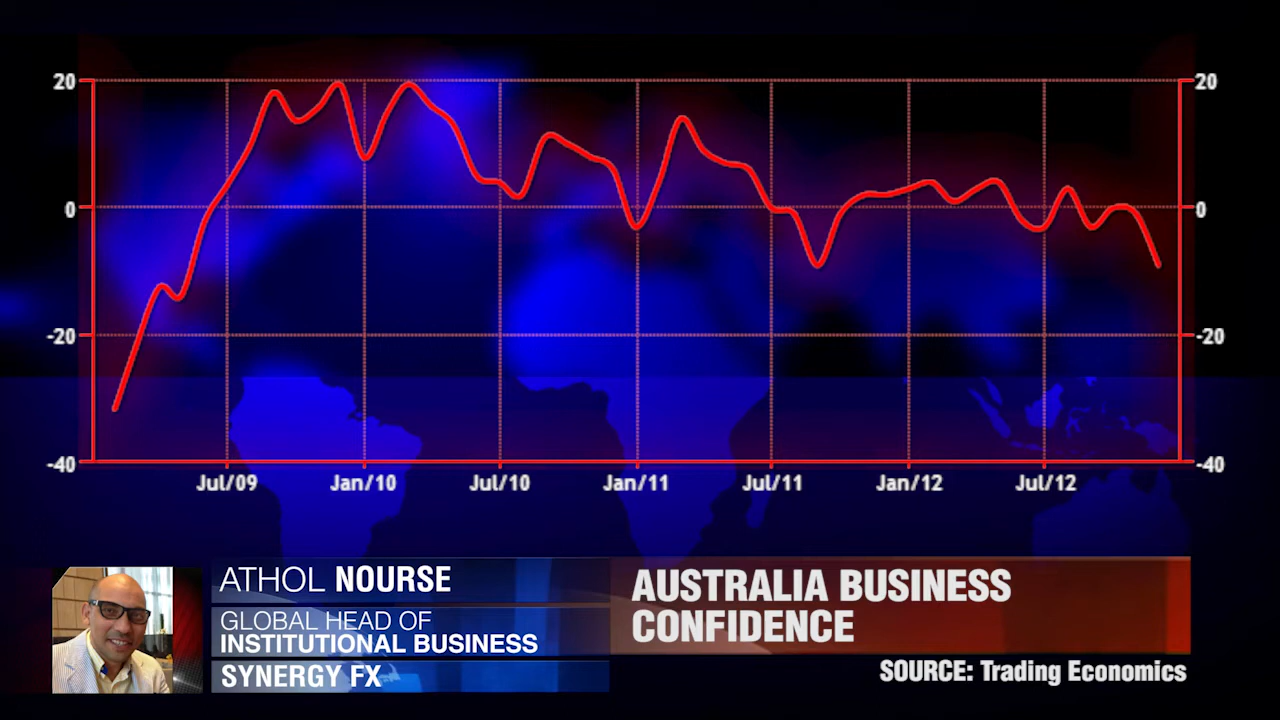 20 20
0 0
-20 -20
-40 -40
Jul/09 Jan/10 Jul/10 Jan/11 Jul/11 Jan/12 Jul/12
ATHOL NOURSE
GLOBAL HEAD OF
INSTITUTIONAL BUSINESS
SYNERGY FX
AUSTRALIA BUSINESS
CONFIDENCE
SOURCE: Trading Economics